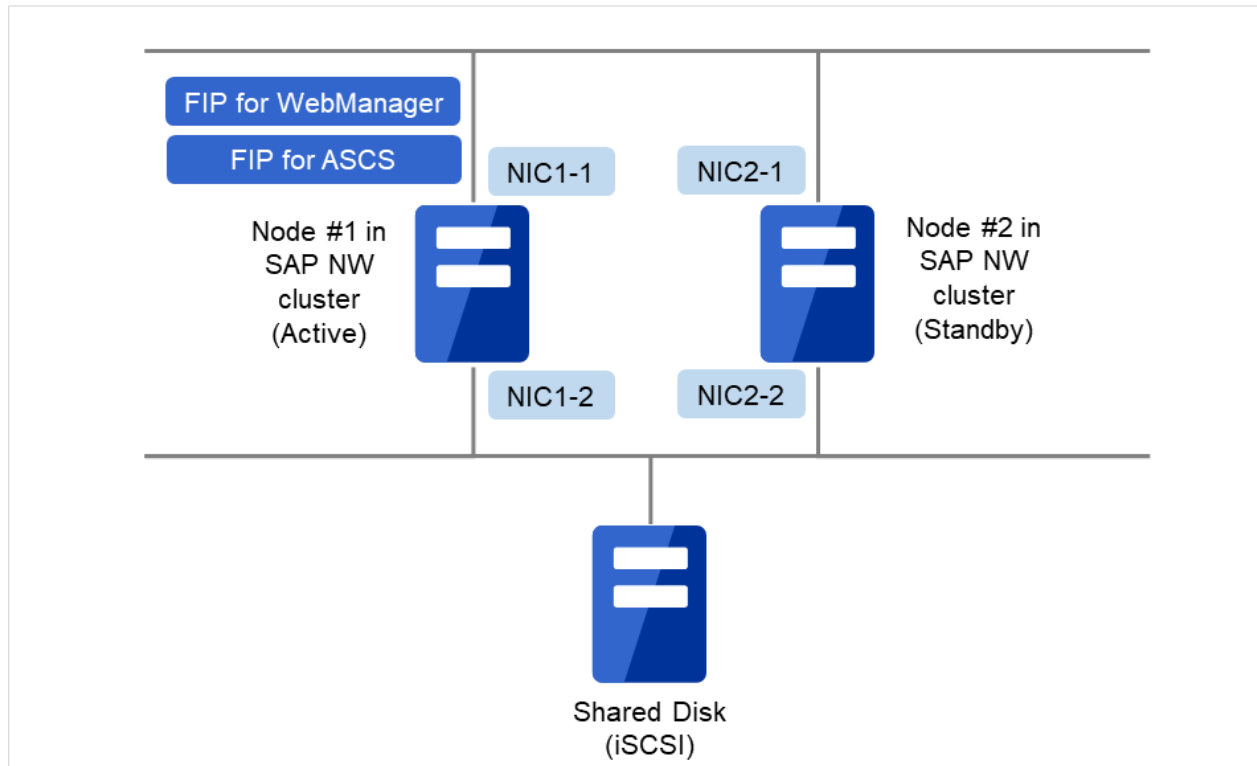 FIP for WebManager
FIP for ASCS
NIC1-1
NIC2-1
Node #1 in
SAP NW
cluster
(Active)
Node #2 in
SAP NW
cluster
(Standby)
NIC1-2
NIC2-2
Shared Disk
(iSCSI)